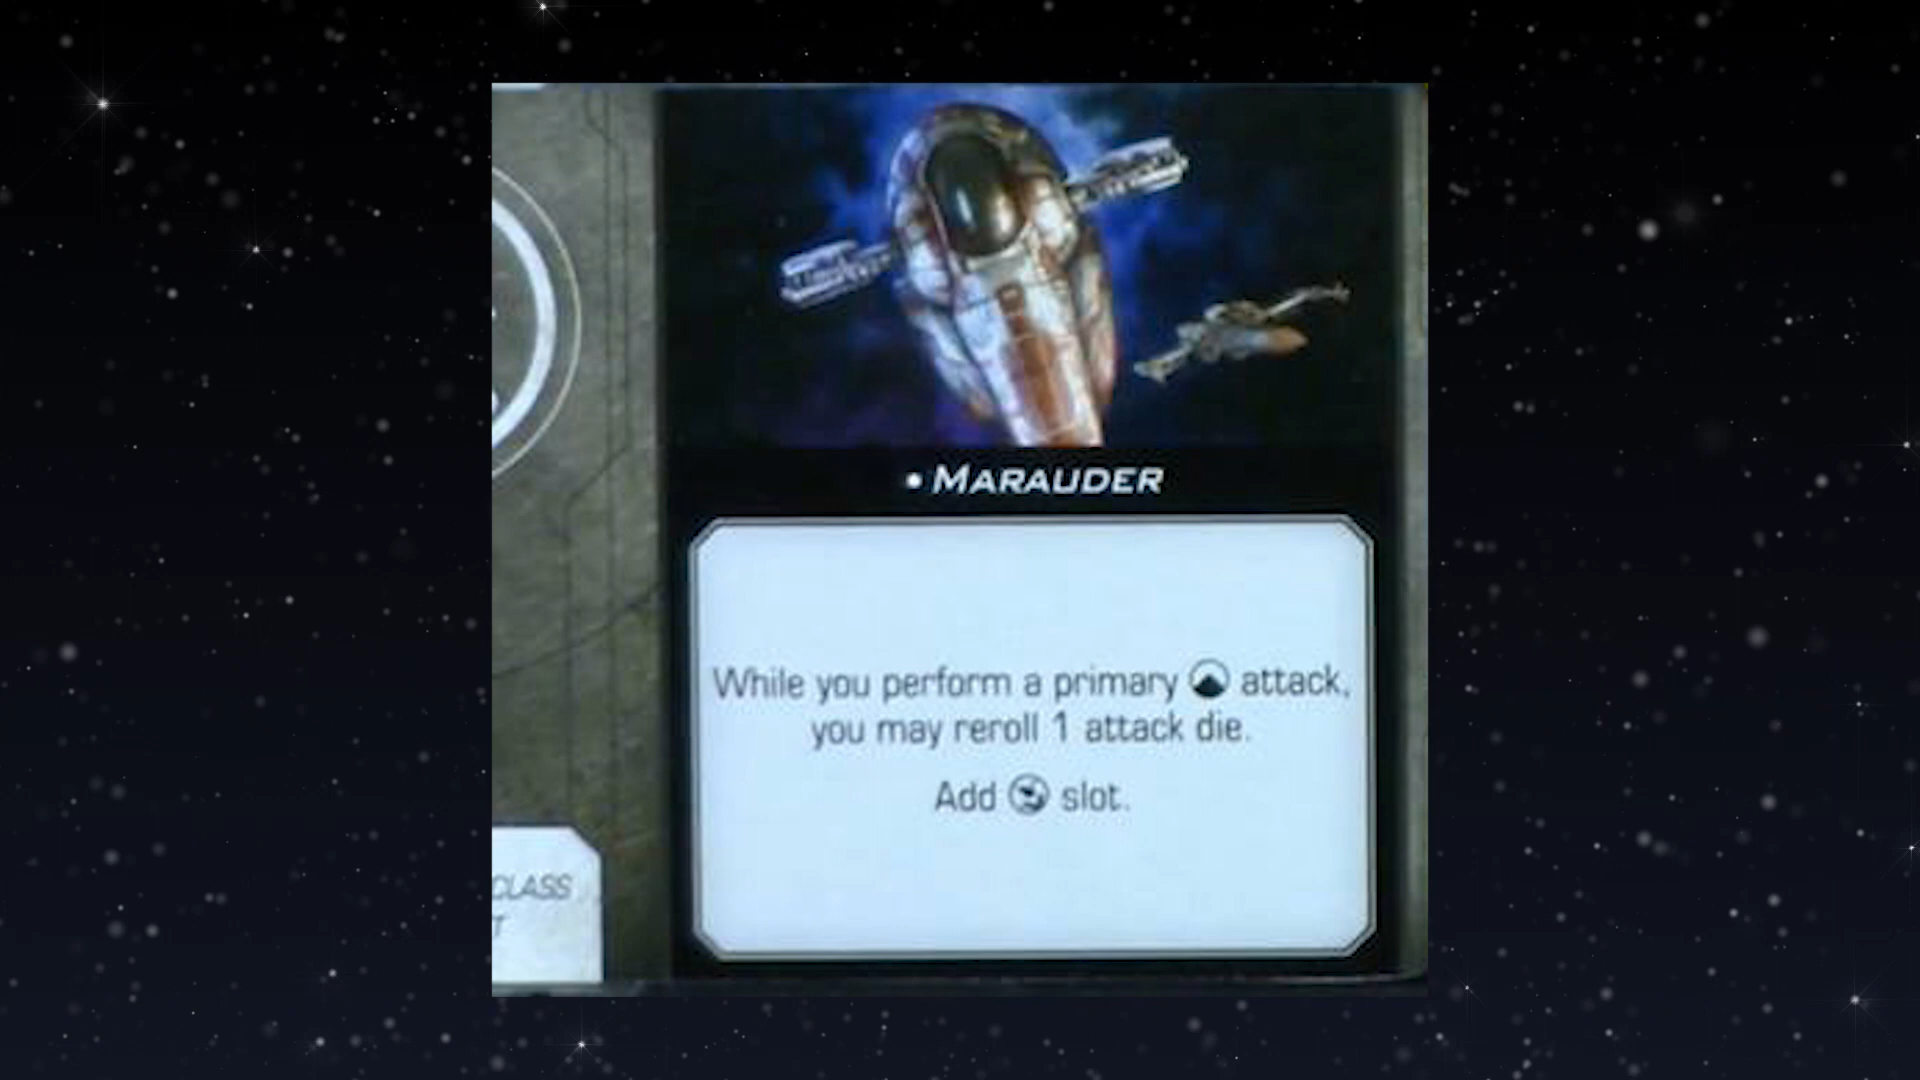 • MARAUDER
While you perform a primary attack,
you may reroll 1 attack die.
Add slot.
CLASS
T